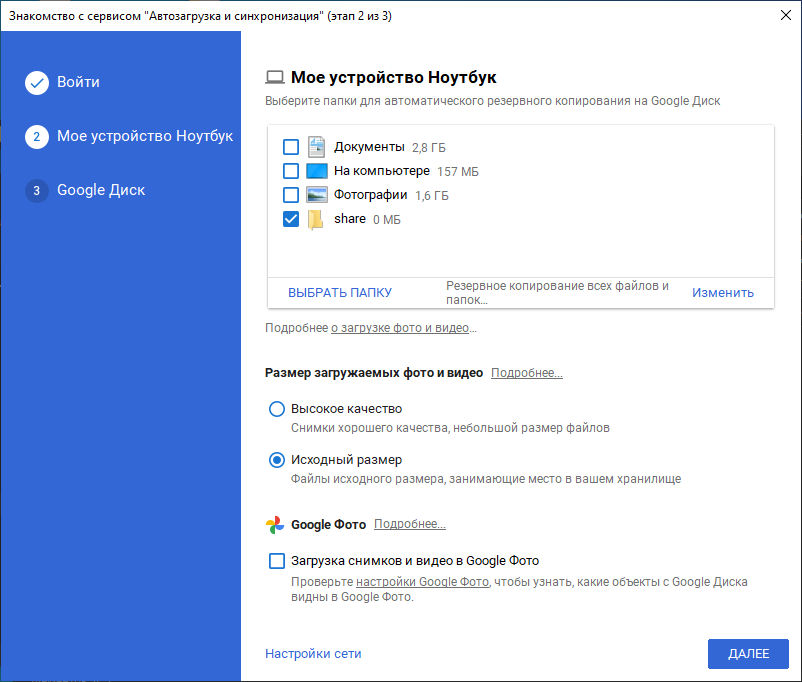 Знакомство с сервисом "Автозагрузка и синхронизация" (этап 2 из 3)
Войти
2 Мое устройство Ноутбук
3 Google Диск
Мое устройство Ноутбук
Выберите папки для автоматического резервного копирования на Google Диск
Документы 2,8 ГБ
На компьютере 157 МБ
Фотографии 1,6 ГБ
share 0 МБ
ВЫБРАТЬ ПАПКУ
Резервное копирование всех файлов и
папок...
Изменить
Подробнее о загрузке фото и видео...
Размер загружаемых фото и видео Подробнее...
Высокое качество
Снимки хорошего качества, небольшой размер файлов
Исходный размер
Файлы исходного размера, занимающие место в вашем хранилище
Google Фото Подробнее...
Загрузка снимков и видео в Google Фото
Проверьте настройки Google Фото, чтобы узнать, какие объекты с Google Диска
видны в Google Фото.
Настройки сети
ДАЛЕЕ